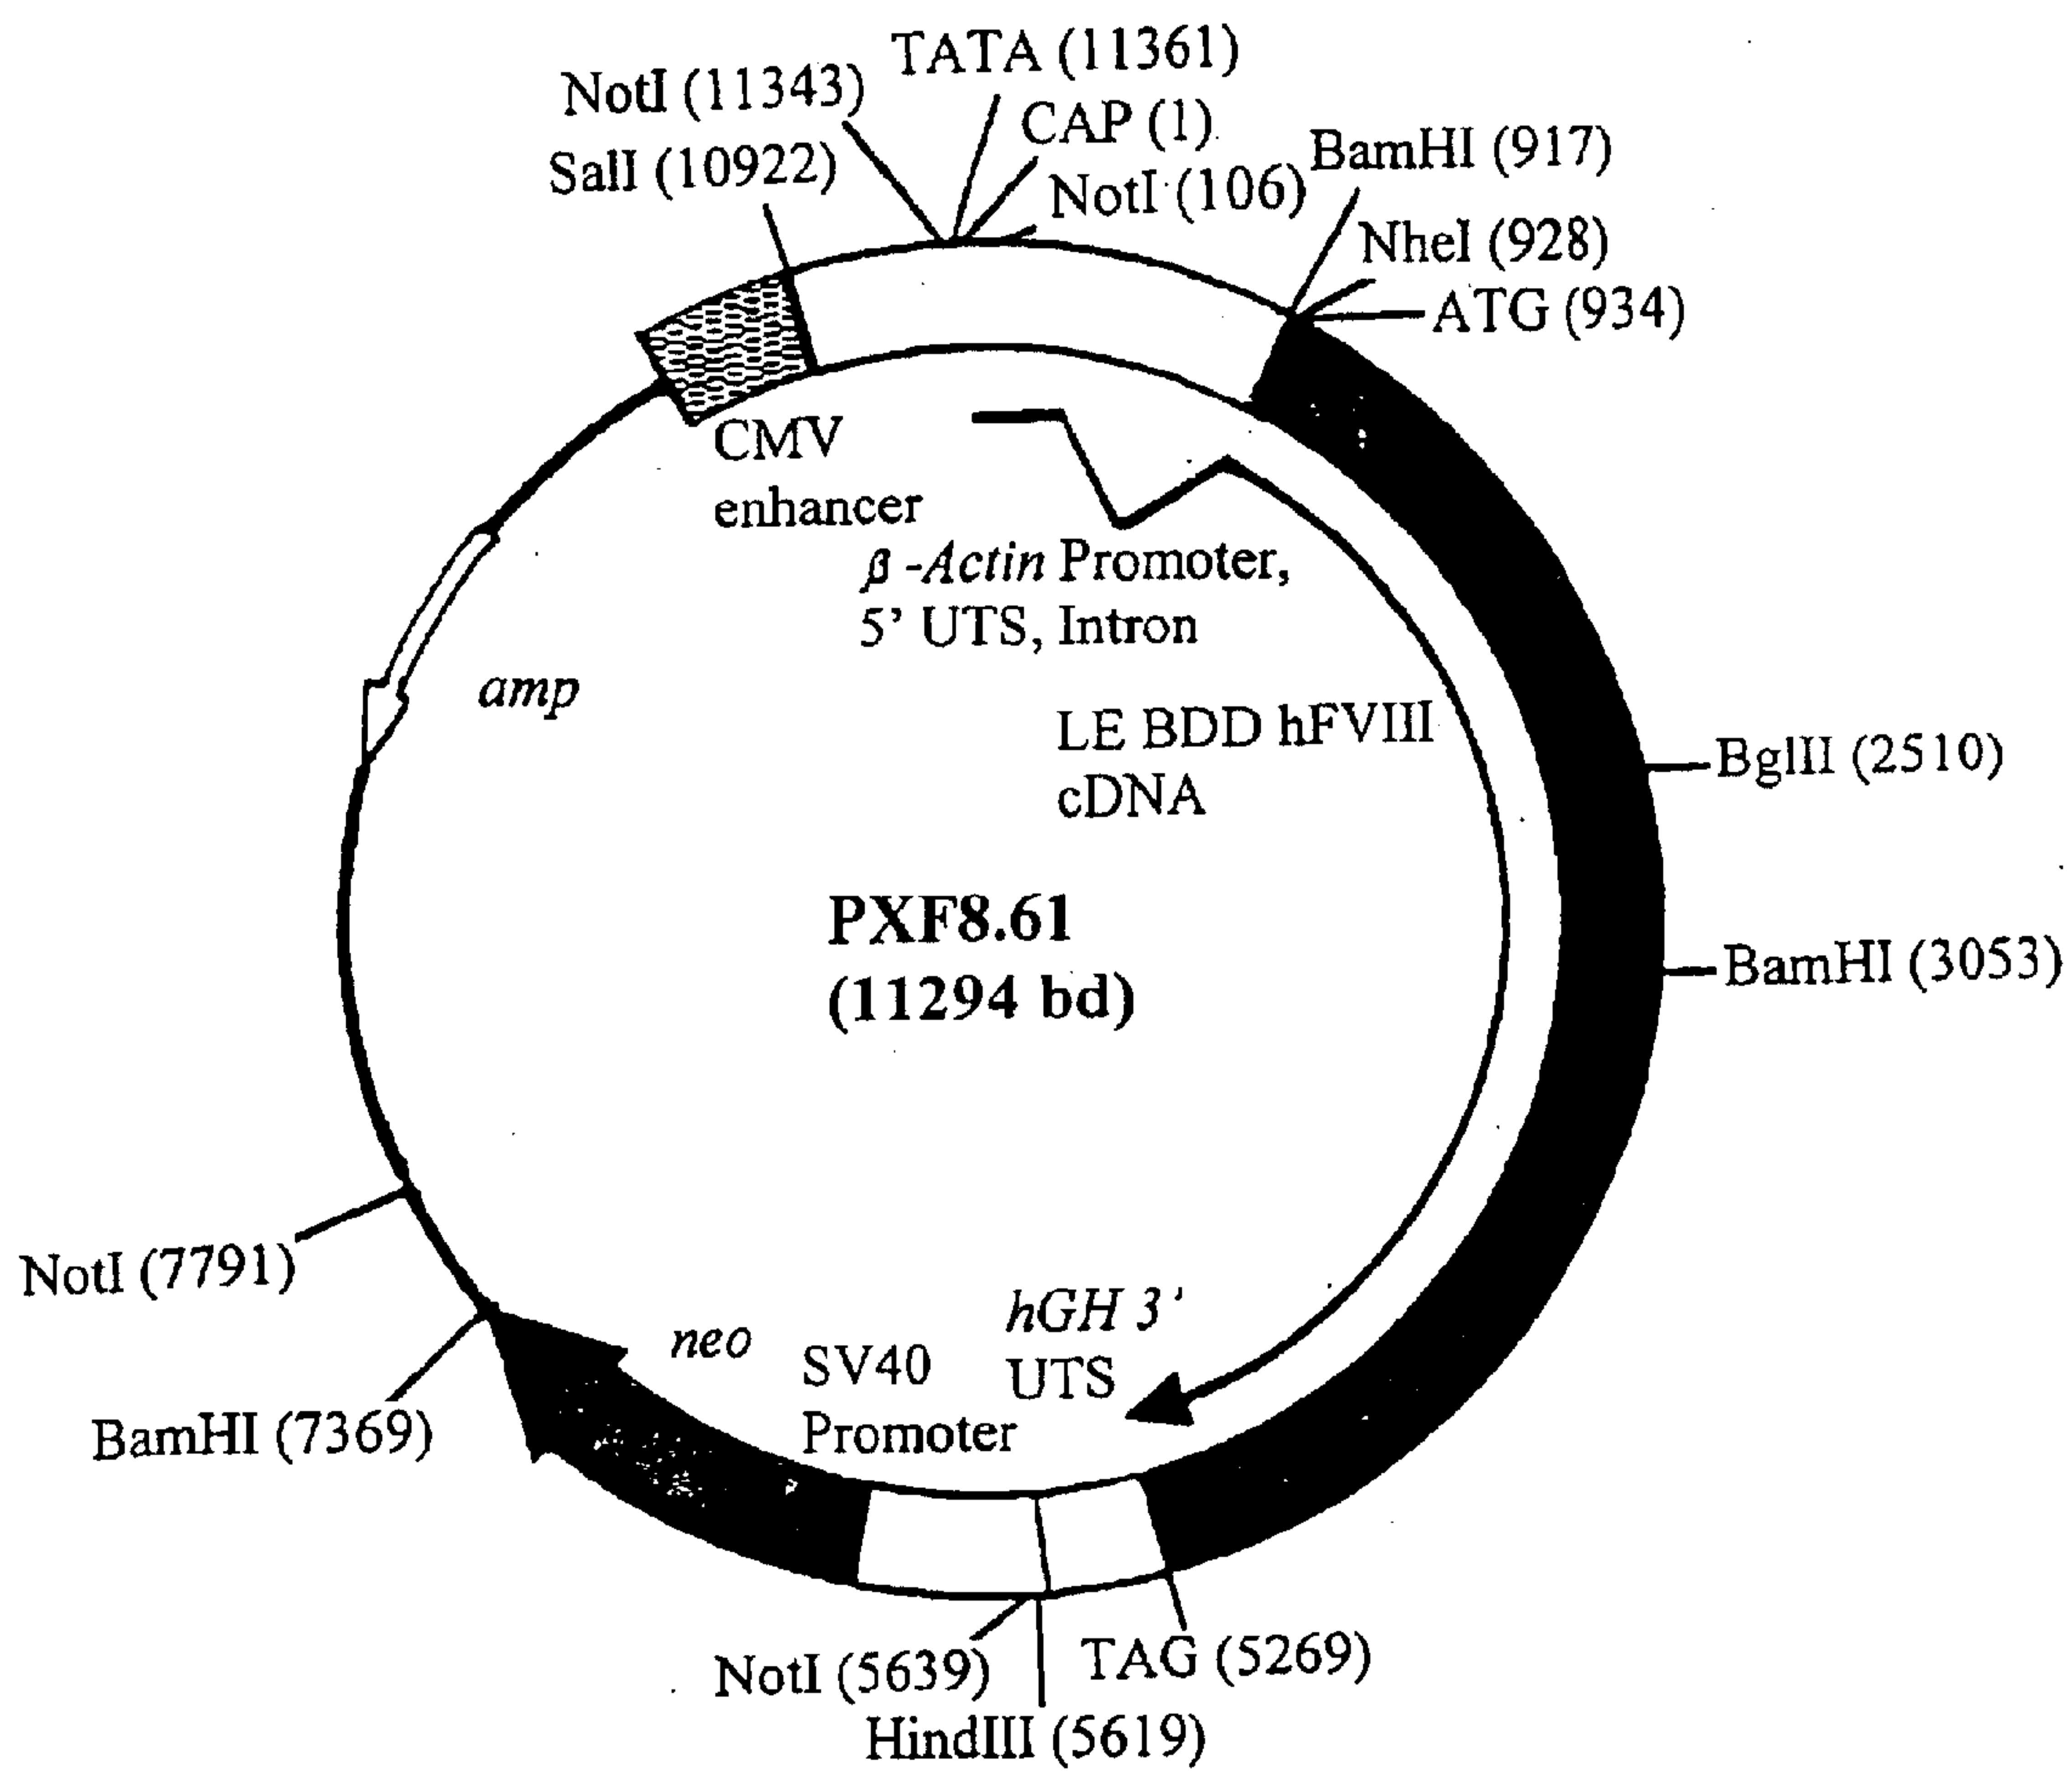 TATA (11361)
NotI (11343)
CAP (1)
BamHI (917)
SalI (10922)
NotI (106)
NheI (928)
ATG (934)
CMV
enhancer
β-Actin Promoter,
5' UTS, Intron
amp
LE BDD hFVIII
cDNA
BglII (2510)
PXF8.61
(11294 bd)
BamHI (3053)
NotI (7791)
hGH 3'
UTS
neo
SV40
Promoter
BamHI (7369)
NotI (5639)
TAG (5269)
HindIII (5619)